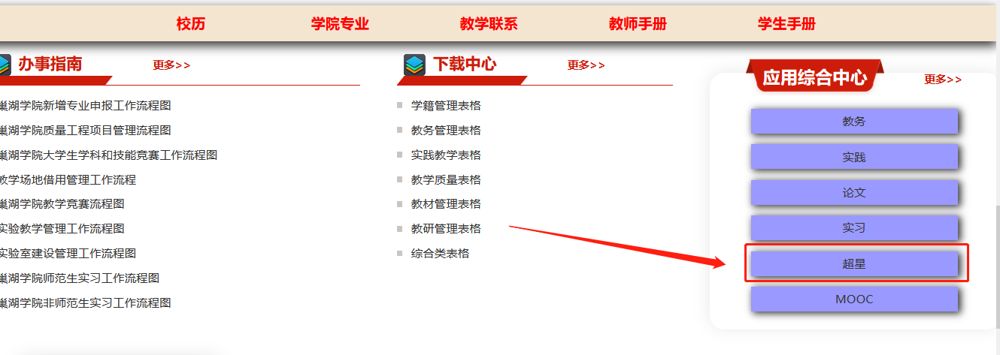 校历 学院专业 教学联系 教师手册 学生手册
办事指南 更多>>
巢湖学院新增专业申报工作流程图
巢湖学院质量工程项目管理流程图
巢湖学院大学生学科和技能竞赛工作流程图
教学场地借用管理工作流程
巢湖学院教学竞赛流程图
实验教学管理工作流程图
实验室建设管理工作流程图
巢湖学院师范生实习工作流程图
巢湖学院非师范生实习工作流程图
下载中心 更多>>
学籍管理表格
教务管理表格
实践教学表格
教学质量表格
教材管理表格
教研管理表格
综合类表格
应用综合中心 更多>>
教务
实践
论文
实习
超星
MOOC